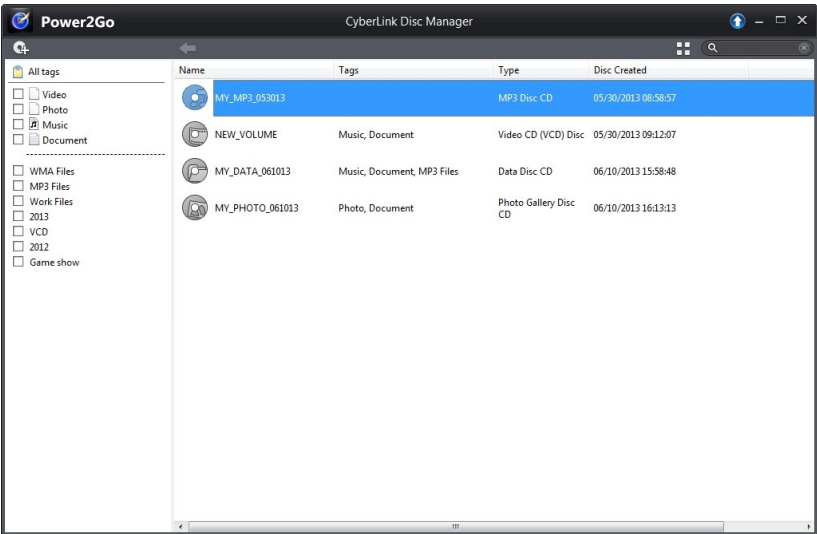 Power2Go CyberLink Disc Manager
All tags
Video
Photo
Music
Document
WMA Files
MP3 Files
Work Files
2013
VCD
2012
Game show
Name Tags Type Disc Created
MY_MP3_053013 MP3 Disc CD 05/30/2013 08:58:57
NEW_VOLUME Music, Document Video CD (VCD) Disc 05/30/2013 09:12:07
MY_DATA_061013 Music, Document, MP3 Files Data Disc CD 06/10/2013 15:58:48
MY_PHOTO_061013 Photo, Document Photo Gallery Disc 06/10/2013 16:13:13
CD